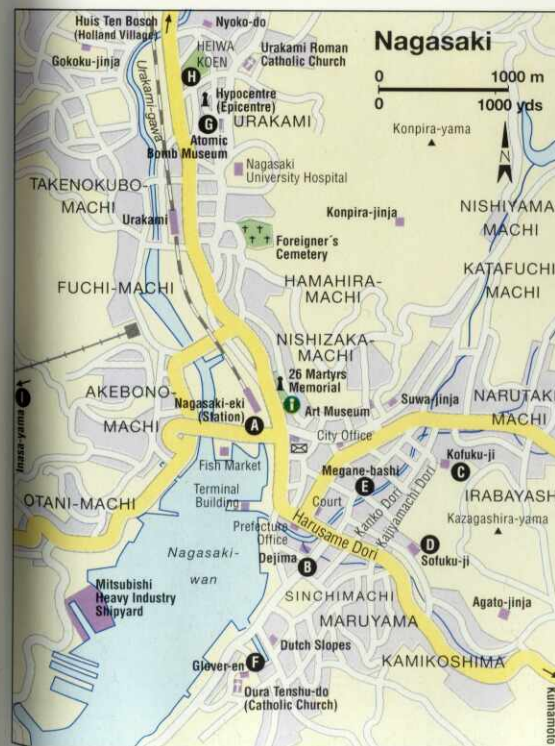 Nagasaki
0 1000 m
0 1000 yds
N
Huis Ten Bosch
(Holland Village)
Nyoko-do
Gokoku-jinja
HEIWA
KOEN
Urakami Roman
Catholic Church
H
Urakami-gawa
Hypocentre
(Epicentre)
G
URAKAMI
Atomic
Bomb Museum
Konpira-yama
Nagasaki
University Hospital
TAKENOKUBO-
MACHI
Urakami
Konpira-jinja
NISHIYAMA
MACHI
Foreigner's
Cemetery
KATAFUCHI
MACHI
FUCHI-MACHI
HAMAHIRA-
MACHI
NISHIZAKA-
MACHI
26 Martyrs
Memorial
AKEBONO-
MACHI
Nagasaki-eki
(Station)
A
i
Art Museum
Suwa-jinja
NARUTAKI
MACHI
I
Inasa-yama
City Office
Fish Market
Megane-bashi
E
Kofuku-ji
C
OTANI-MACHI
Terminal
Building
Court
Kariko Dori
Kajiyamachi Dori
IRABAYASH
Kazagashira-yama
Prefecture
Office
Harusame Dori
Nagasaki-
wan
Dejima
B
D
Sofuku-ji
Mitsubishi
Heavy Industry
Shipyard
SINCHIMACHI
MARUYAMA
Agato-jinja
Dutch Slopes
Glover-en
F
KAMIKOSHIMA
Oura Tenshu-do
(Catholic Church)
Kumamoto